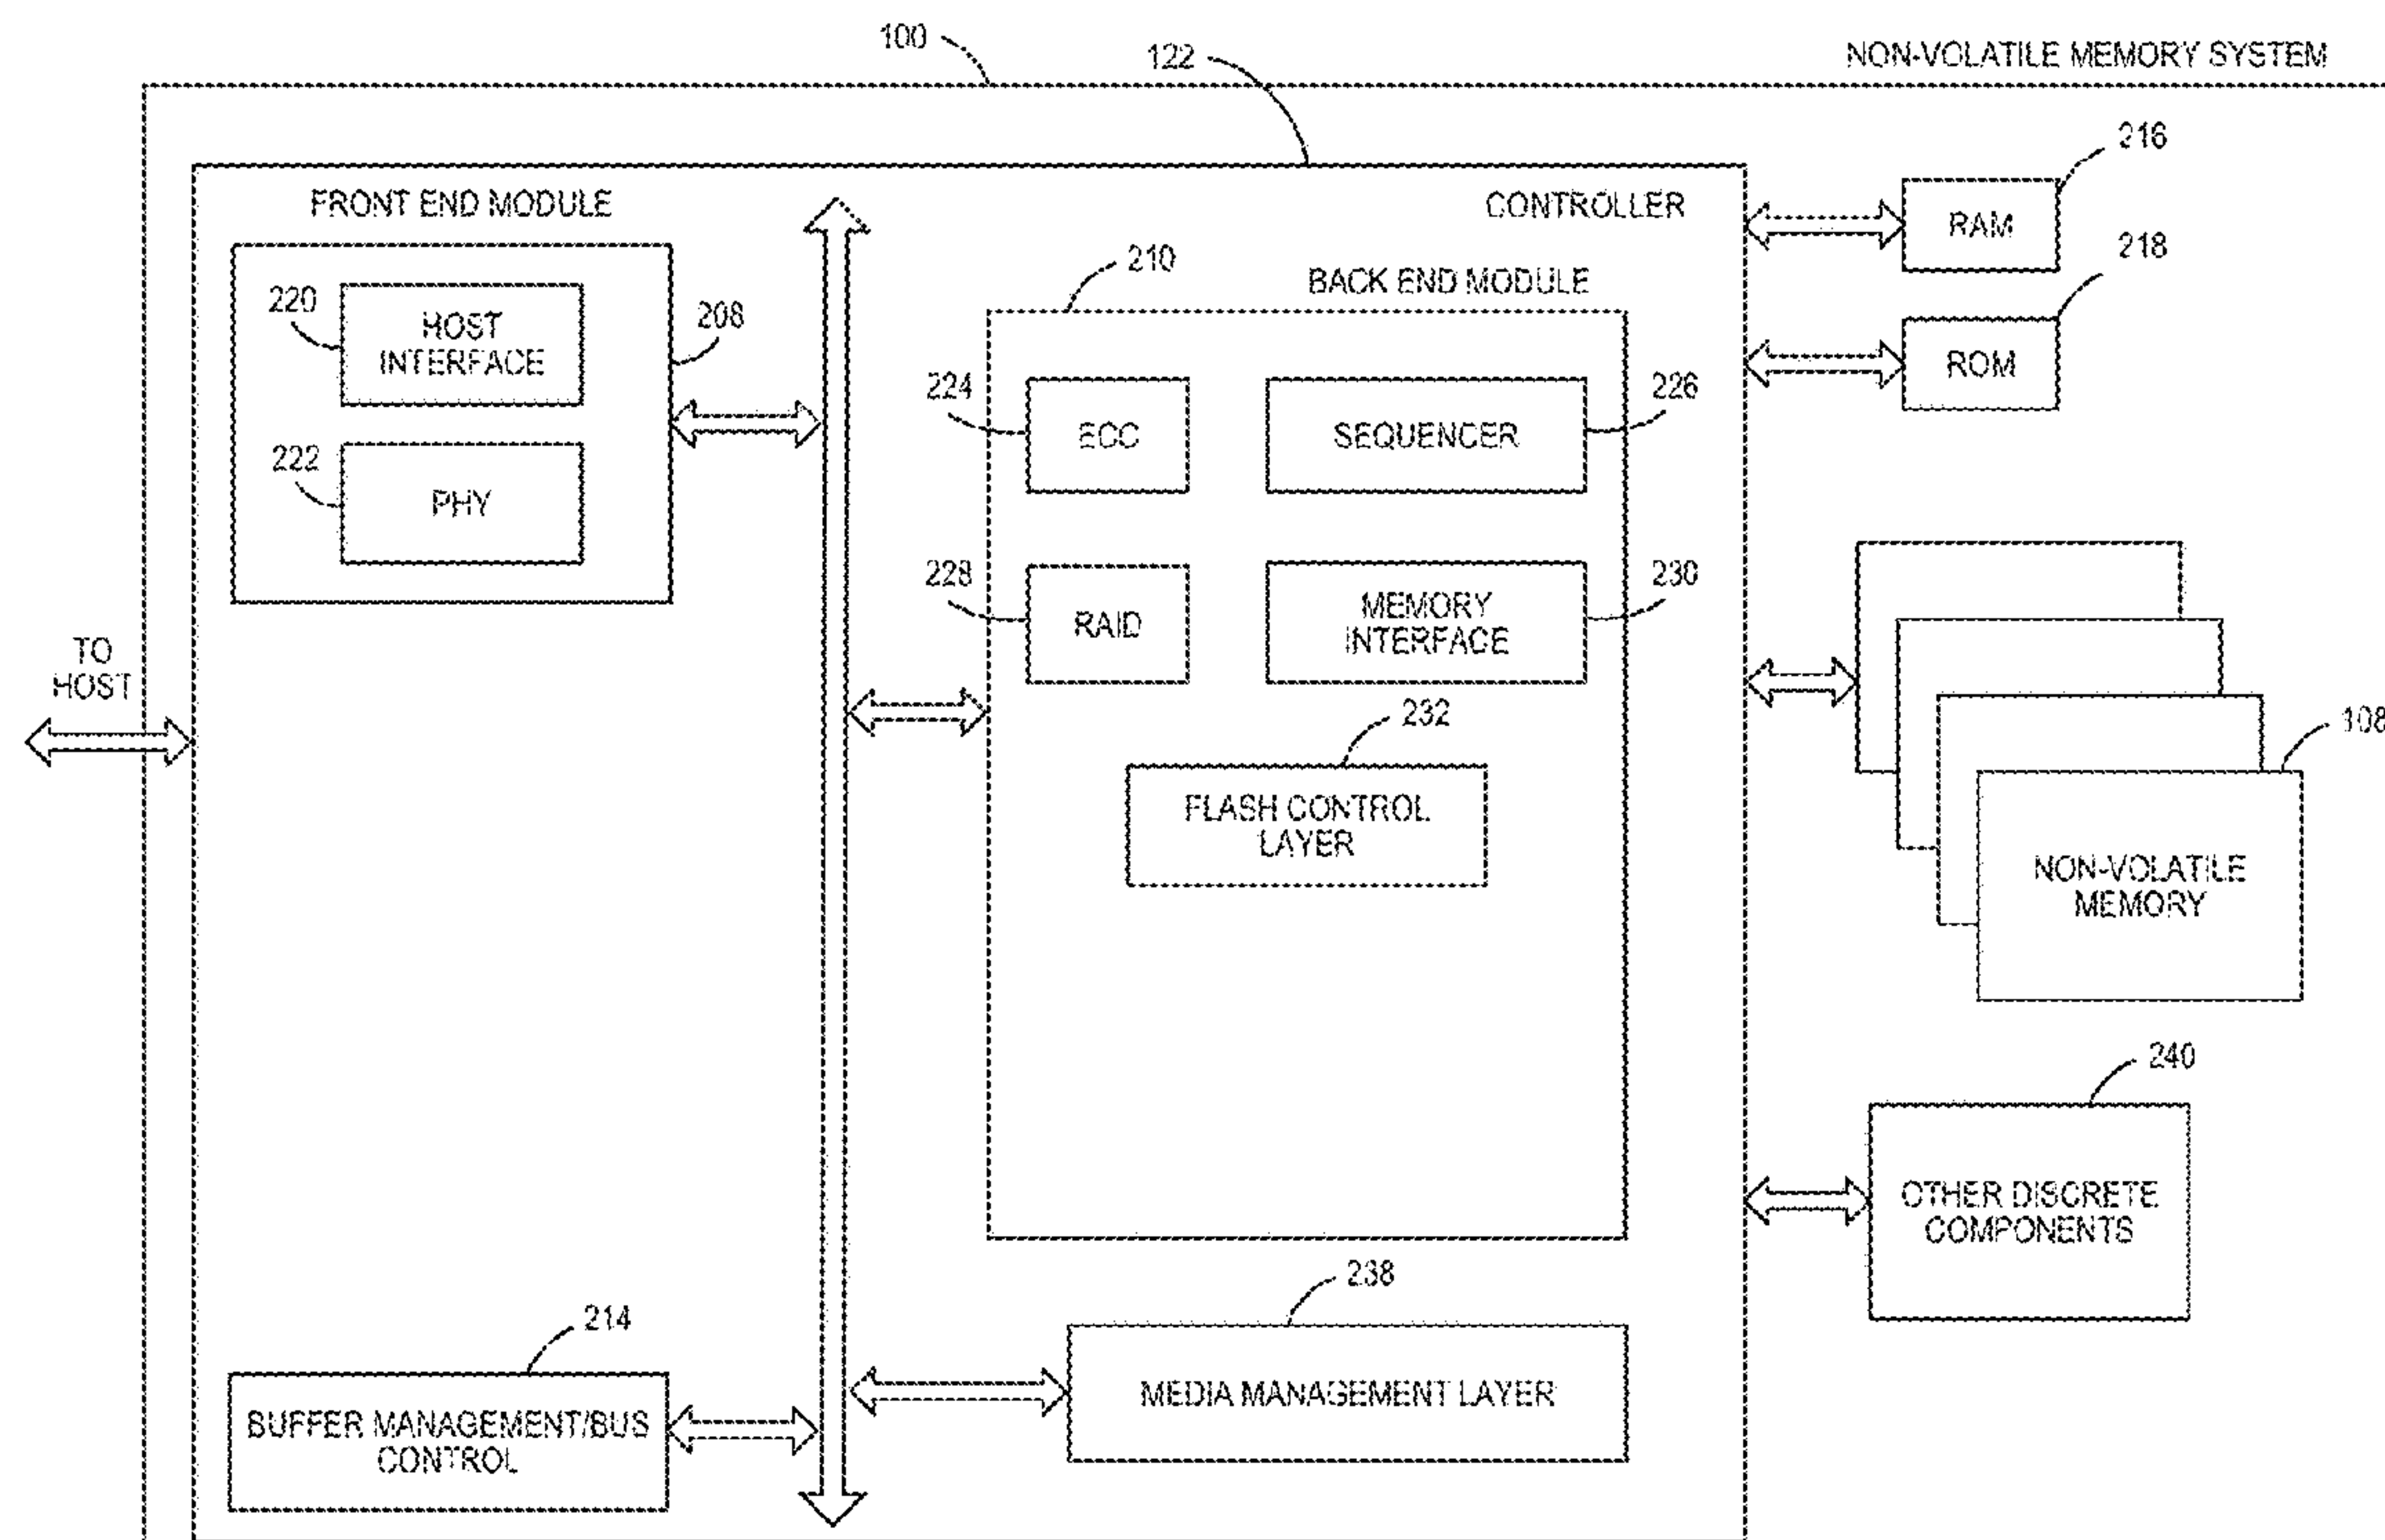 100
122
NON-VOLATILE MEMORY SYSTEM
216
FRONT END MODULE
CONTROLLER
RAM
210
218
BACK END MODULE
220
HOST
INTERFACE
208
ROM
224
ECC
SEQUENCER
226
222
PHY
228
RAID
MEMORY
INTERFACE
230
TO
HOST
232
108
FLASH CONTROL
LAYER
NON-VOLATILE
MEMORY
240
OTHER DISCRETE
COMPONENTS
238
214
MEDIA MANAGEMENT LAYER
BUFFER MANAGEMENT/BUS
CONTROL